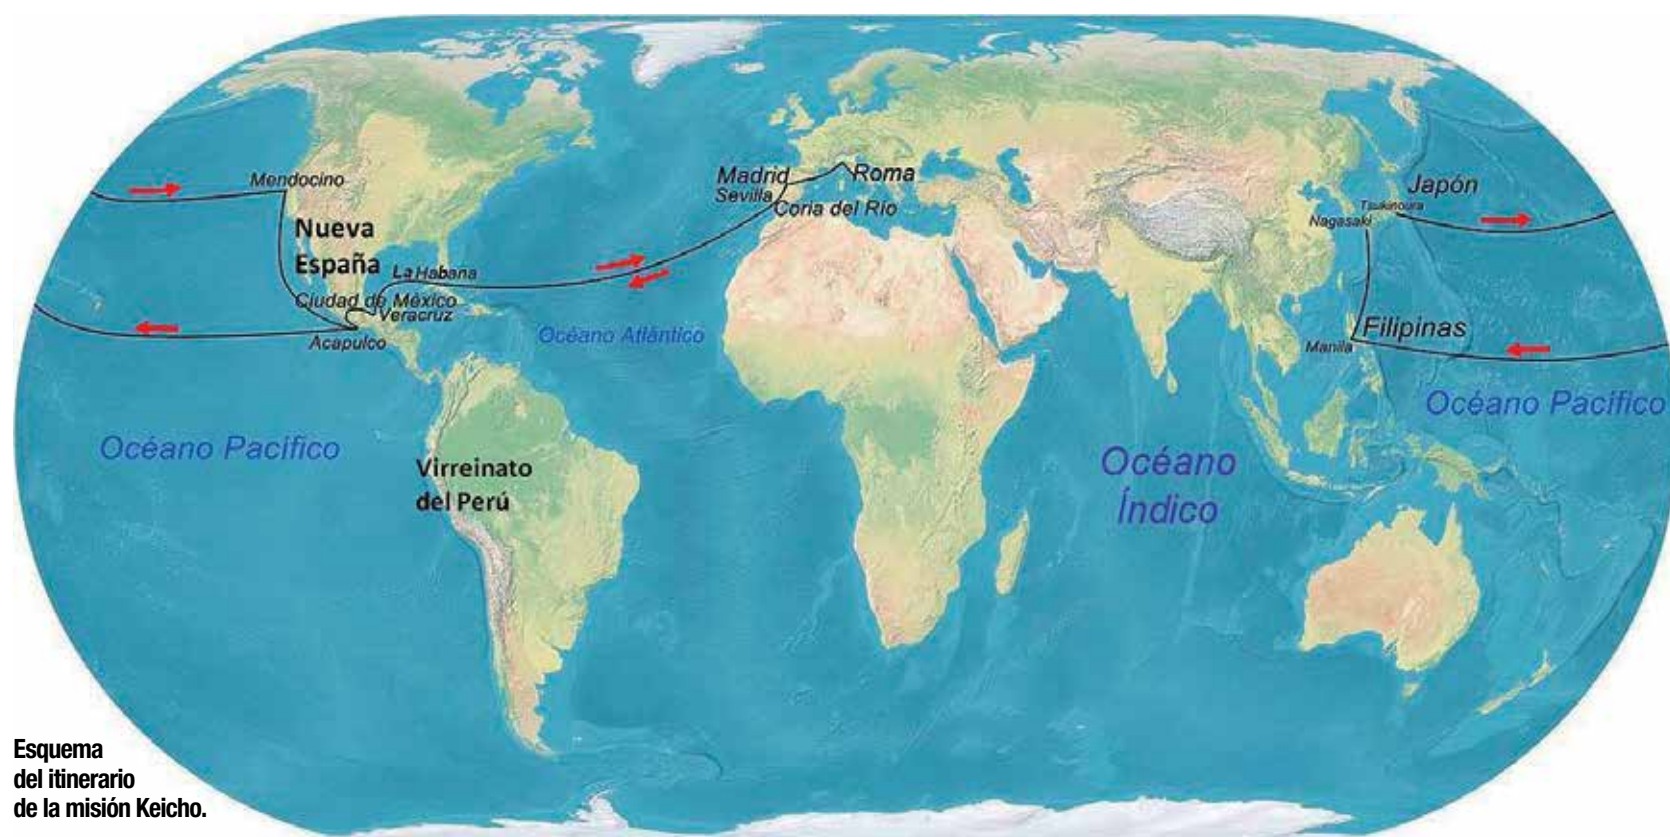 Mendocino
Nueva
España
La Habana
Ciudad de México
Veracruz
Acapulco
Madrid
Sevilla
Roma
Coria del Río
Japón
Tsukinoura
Nagasaki
Filipinas
Manila
Océano Atlántico
Océano Pacífico
Océano Pacífico
Virreinato
del Perú
Océano
Índico
Esquema
del itinerario
de la misión Keicho.